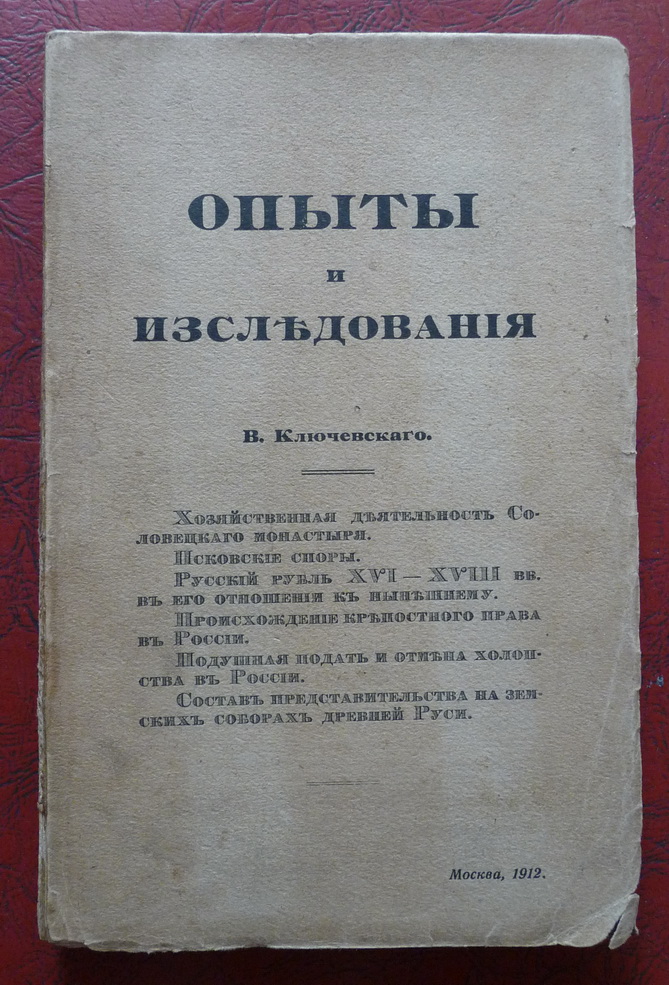 ОПЫТЫ
и
ИЗСЛѢДОВАНІЯ
В. Ключевскаго.
Хозяйственная дѣятельность Со-
ловецкаго монастыря.
Псковскіе споры.
Русскій рубль XVI — XVIII вв.
въ его отношеніи къ нынѣшнему.
Происхожденіе крѣпостного права
въ Россіи.
Подушная подать и отмѣна холоп-
ства въ Россіи.
Составъ представительства на зем-
скихъ соборахъ древней Руси.
Москва, 1912.